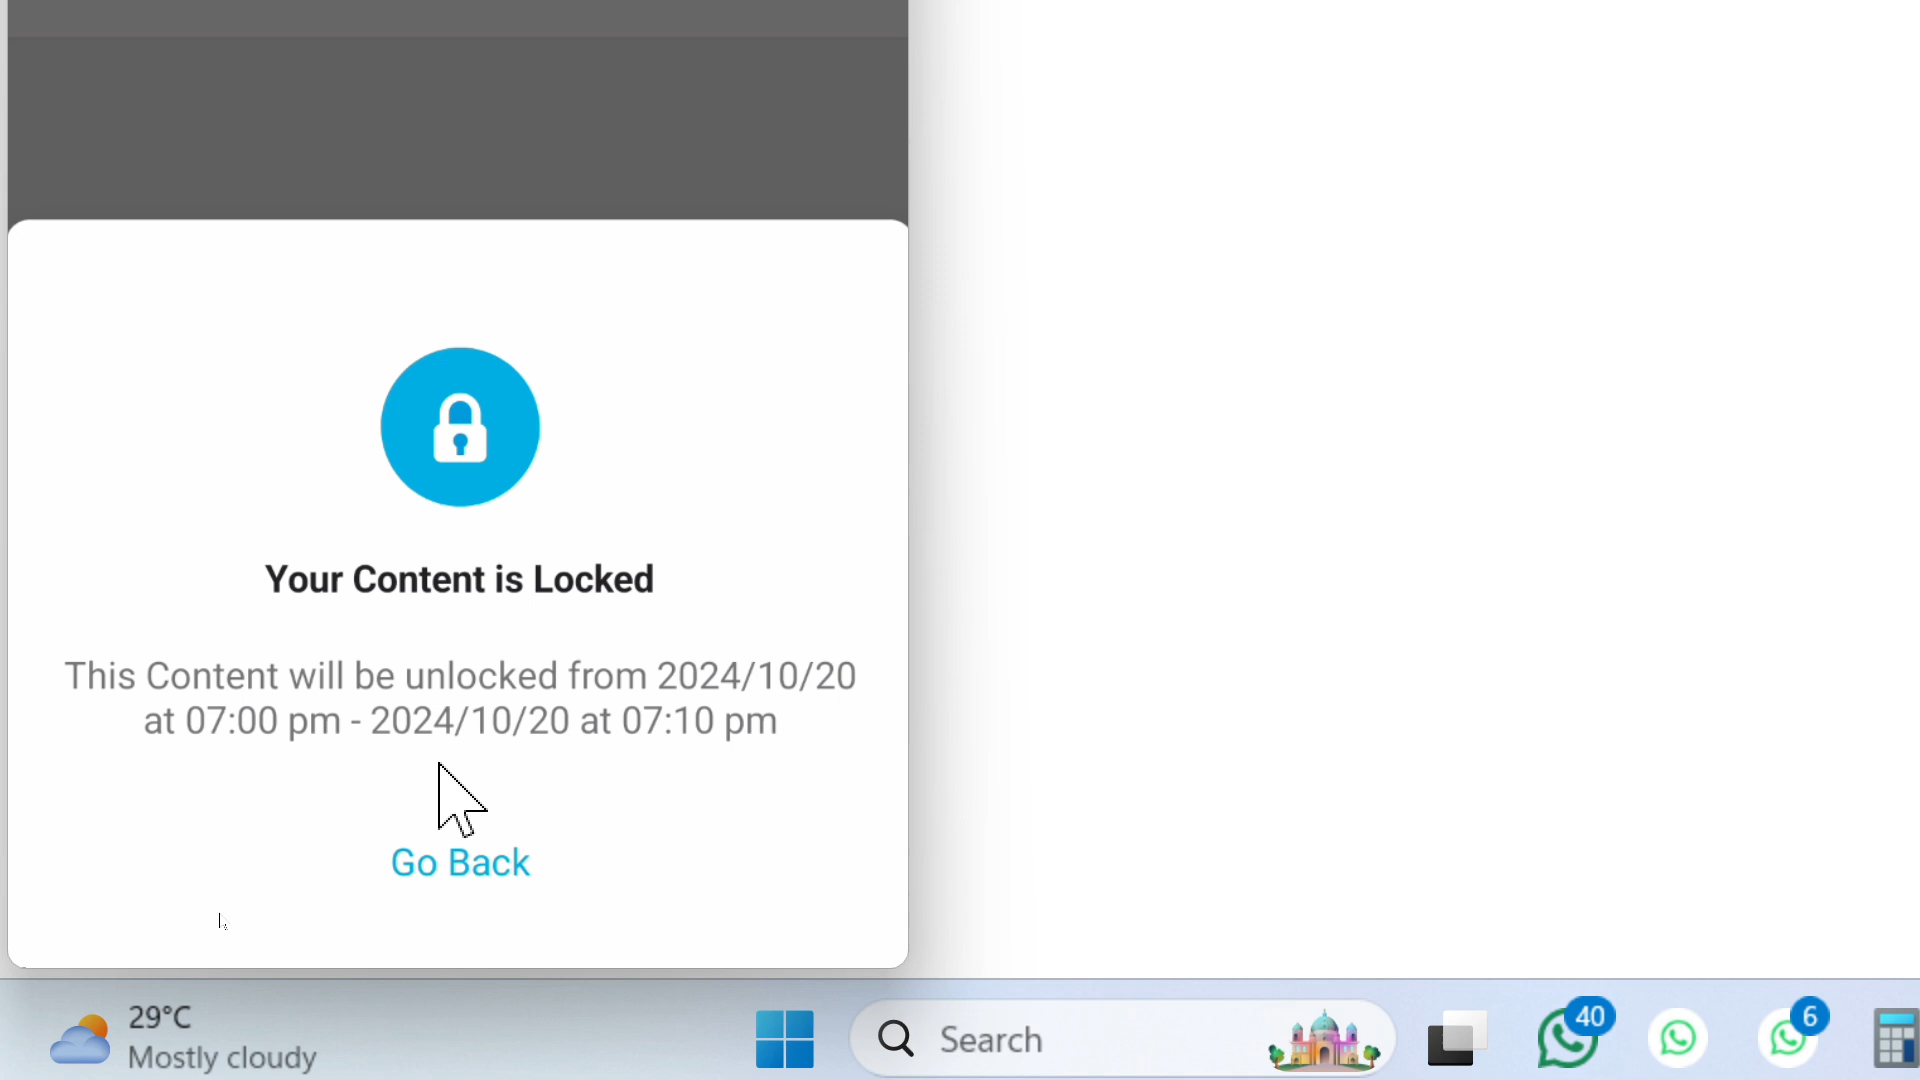 Your Content is Locked
This Content will be unlocked from 2024/10/20
at 07:00 pm - 2024/10/20 at 07:10 pm
Go Back
29°C
Mostly cloudy
Search
40
6